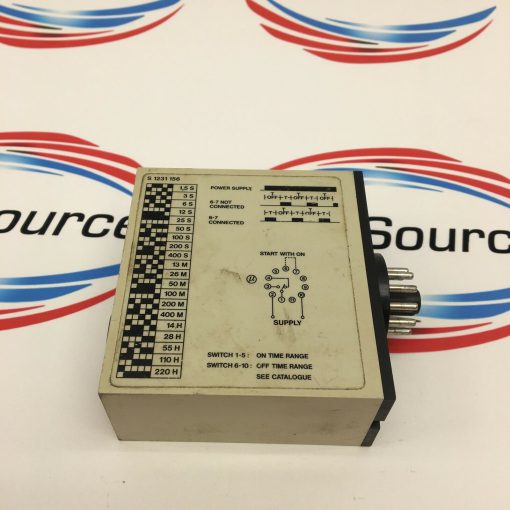 S 1231 156
1,5 S
3 S
6 S
12 S
25 S
50 S
100 S
200 S
400 S
13 M
26 M
50 M
100 M
200 M
400 M
14 H
28 H
55 H
110 H
220 H
POWER SUPPLY
6-7 NOT
CONNECTED
6-7
CONNECTED
START WITH ON
SUPPLY
SWITCH 1-5: ON TIME RANGE
SWITCH 6-10: OFF TIME RANGE
SEE CATALOGUE
Source
Source
ource
Source